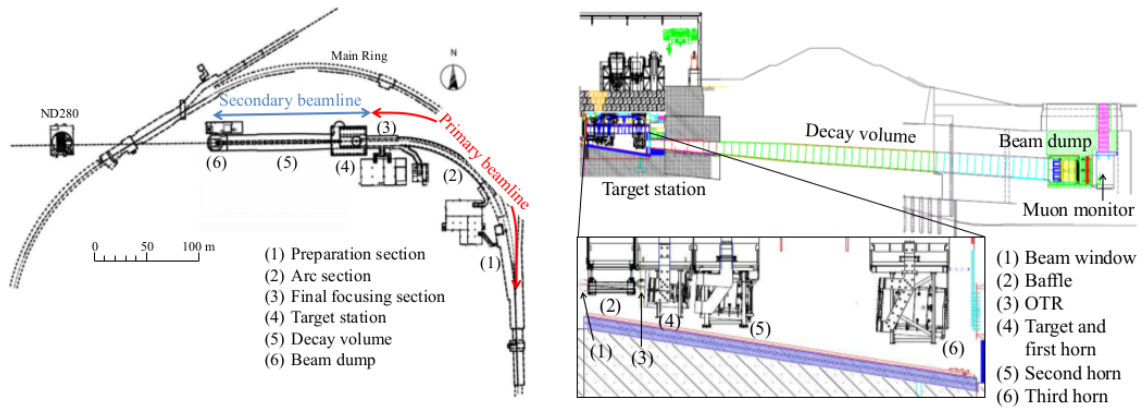 Main Ring
N
ND280
Secondary beamline
Primary beamline
(3)
(6)
(5)
(4)
(2)
(1)
0 50 100 m
(1) Preparation section
(2) Arc section
(3) Final focusing section
(4) Target station
(5) Decay volume
(6) Beam dump
Decay volume
Beam dump
Target station
Muon monitor
(2)
(4)
(5)
(1)
(3)
(6)
(1) Beam window
(2) Baffle
(3) OTR
(4) Target and
first horn
(5) Second horn
(6) Third horn